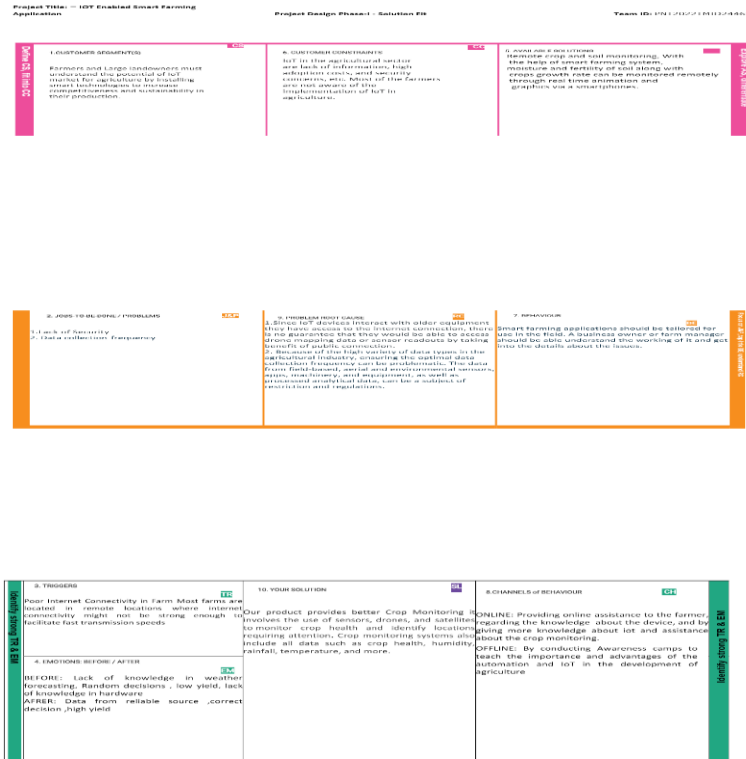 Project Title: – IOT Enabled Smart Farming
Application
Project Design Phase-I - Solution Fit
Team ID:
Define CS, fit into CC
1.CUSTOMER SEGMENT(S)
CS
Farmers and Large landowners must
understand the potential of IoT
market for agriculture by installing
smart technologies to increase
competitiveness and sustainability in
their production.
6. CUSTOMER CONSTRAINTS
CC
IoT in the agricultural sector
are lack of information, high
adoption costs, and security
concerns, etc. Most of the farmers
are not aware of the
implementation of IoT in
agriculture.
5. AVAILABLE SOLUTIONS
Remote crop and soil monitoring, With
the help of smart farming system,
moisture and fertility of soil along with
crops growth rate can be monitored remotely
through real time animation and
graphics via a smartphones.
2. JOBS-TO-BE-DONE / PROBLEMS
J&P
1.Lack of Security
2. Data collection frequency
9. PROBLEM ROOT CAUSE
RC
1.Since IoT devices interact with older equipment
they have access to the internet connection, there
is no guarantee that they would be able to access
drone mapping data or sensor readouts by taking
benefit of public connection.
2. Because of the high variety of data types in the
agricultural industry, ensuring the optimal data
collection frequency can be problematic. The data
from field-based, aerial and environmental sensors,
apps, machinery, and equipment, as well as
processed analytical data, can be a subject of
restriction and regulations.
7. BEHAVIOUR
BE
Smart farming applications should be tailored for
use in the field. A business owner or farm manager
should be able understand the working of it and get
into the details about the issues.
Identify strong TR & EM
3. TRIGGERS
TR
Poor Internet Connectivity in Farm Most farms are
located in remote locations where internet
connectivity might not be strong enough to
facilitate fast transmission speeds
4. EMOTIONS: BEFORE / AFTER
EM
BEFORE: Lack of knowledge in weather
forecasting, Random decisions , low yield, lack
of knowledge in hardware
AFRER: Data from reliable source ,correct
decision ,high yield
10. YOUR SOLUTION
SL
Our product provides better Crop Monitoring it
involves the use of sensors, drones, and satellites
to monitor crop health and identify locations
requiring attention. Crop monitoring systems also
include all data such as crop health, humidity,
rainfall, temperature, and more.
8.CHANNELS of BEHAVIOUR
CH
ONLINE: Providing online assistance to the farmer,
regarding the knowledge about the device, and by
giving more knowledge about iot and assistance
about the crop monitoring.
OFFLINE: By conducting Awareness camps to
teach the importance and advantages of the
automation and IoT in the development of
agriculture
Identify strong TR & EM